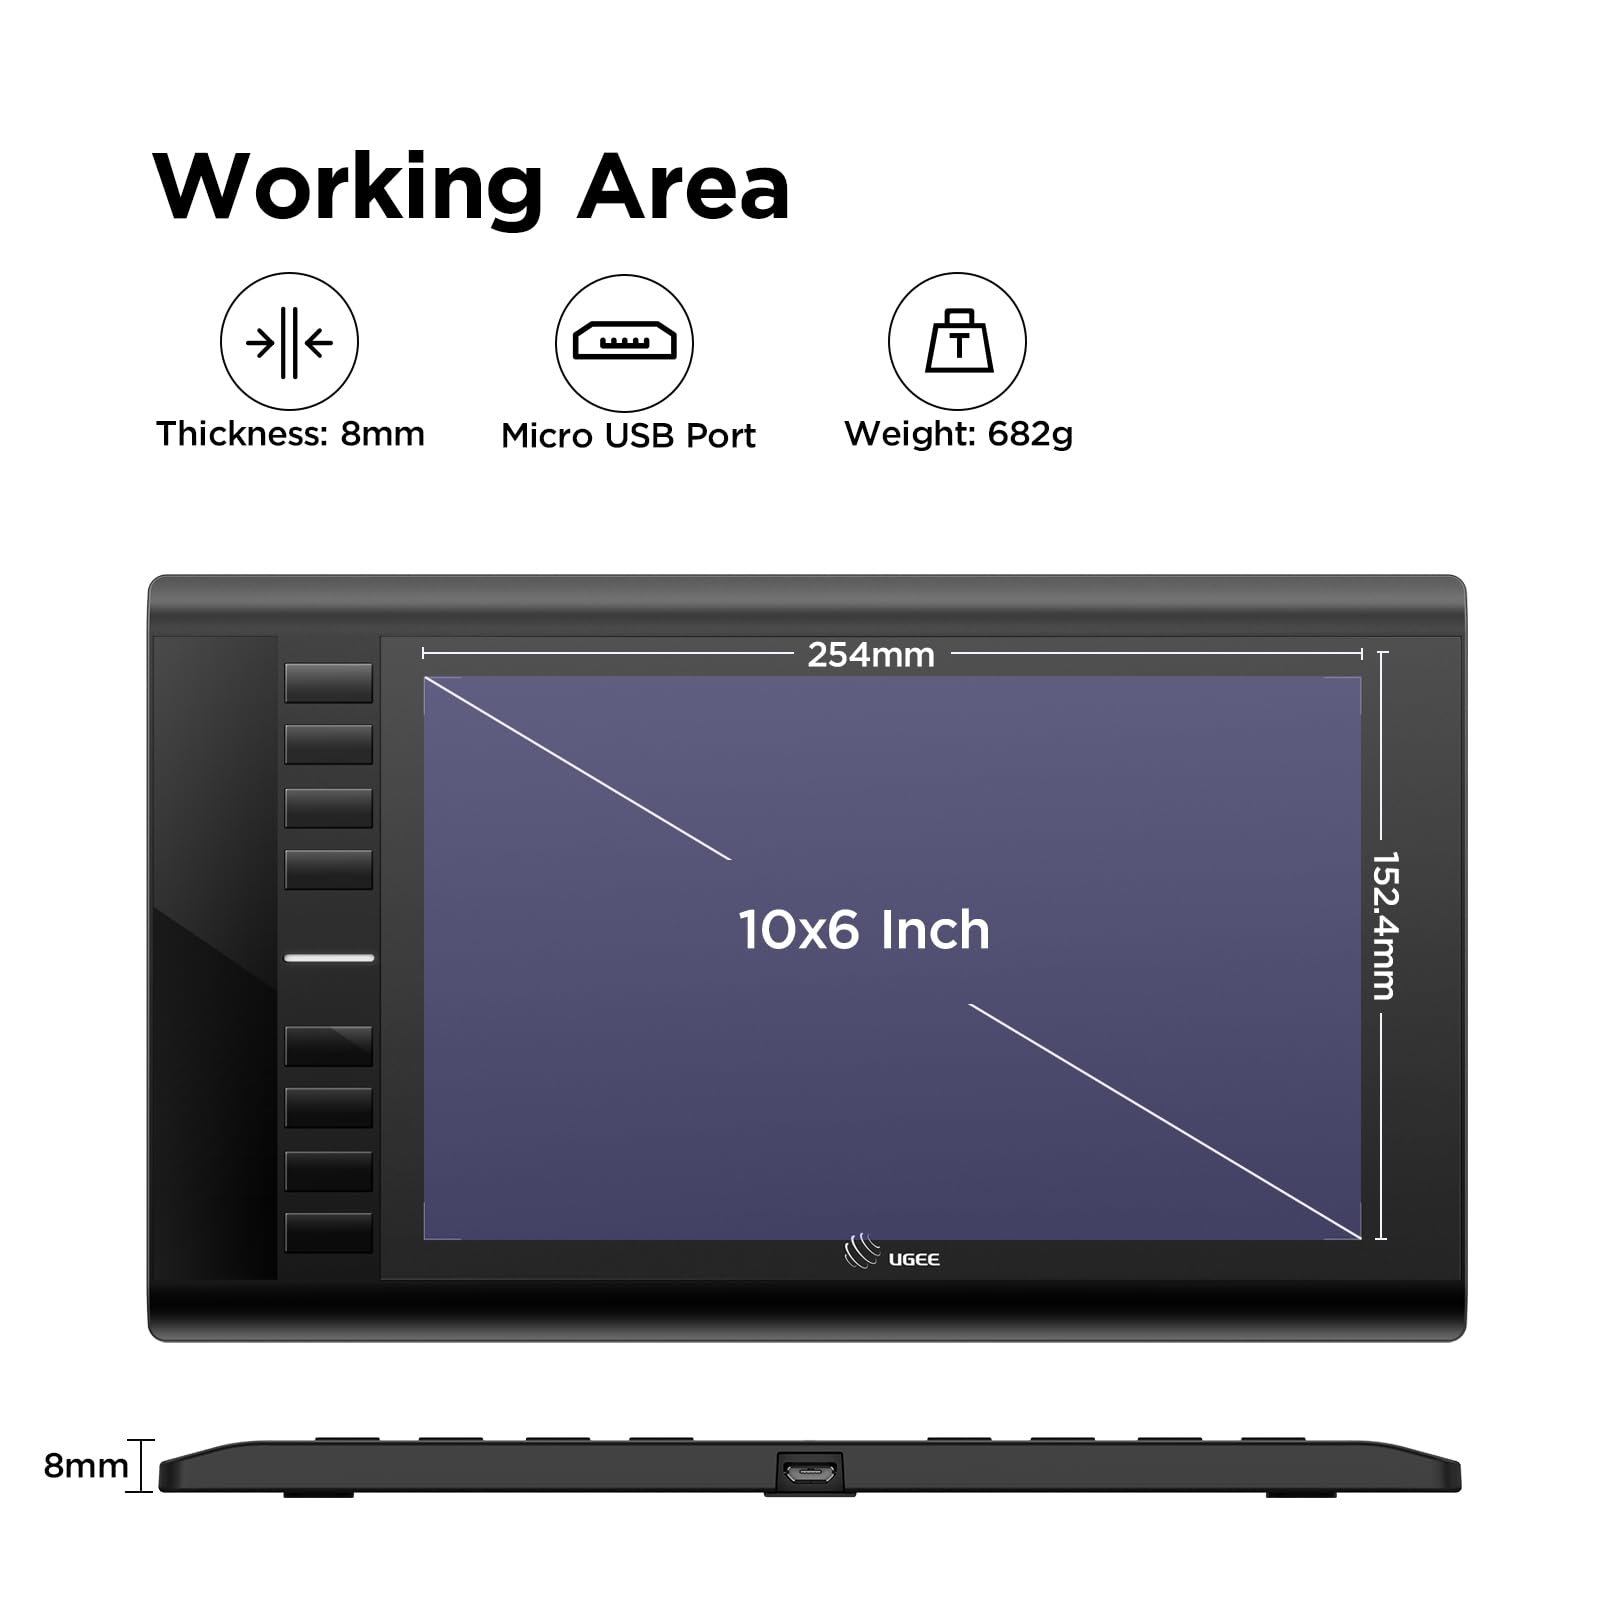 Working Area
Thickness: 8mm
Micro USB Port
T
Weight: 682g
254mm
152.4mm
10x6 Inch
UGEE
8mm